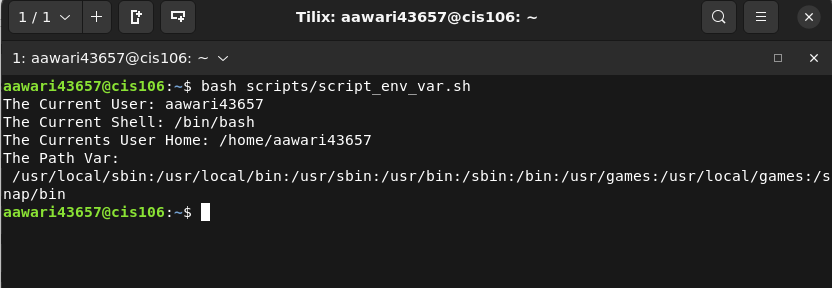 1 / 1
Tilix: aawari43657@cis106: ~
1: aawari43657@cis106: ~
aawari43657@cis106:~$ bash scripts/script_env_var.sh
The Current User: aawari43657
The Current Shell: /bin/bash
The Currents User Home: /home/aawari43657
The Path Var:
 /usr/local/sbin:/usr/local/bin:/usr/sbin:/usr/bin:/sbin:/bin:/usr/games:/usr/local/games:/s
nap/bin
aawari43657@cis106:~$